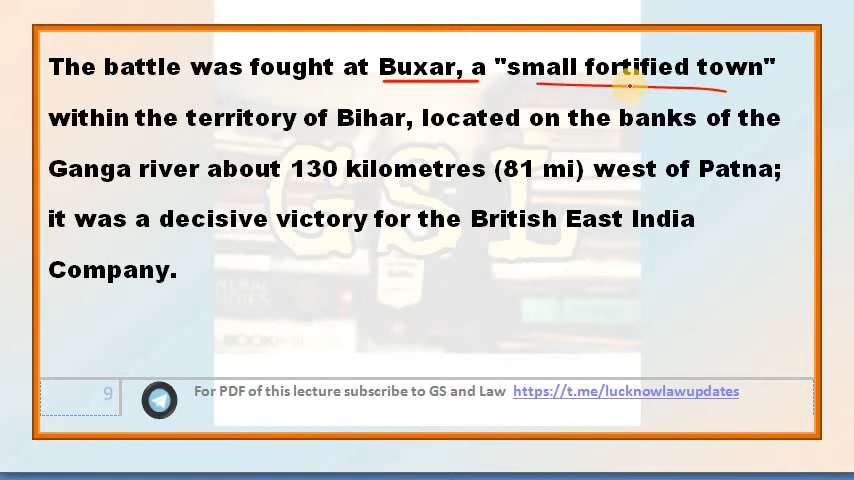 The battle was fought at Buxar, a "small fortified town"
within the territory of Bihar, located on the banks of the
Ganga river about 130 kilometres (81 mi) west of Patna;
it was a decisive victory for the British East India
Company.
GSL
9
For PDF of this lecture subscribe to GS and Law https://t.me/lucknowlawupdates